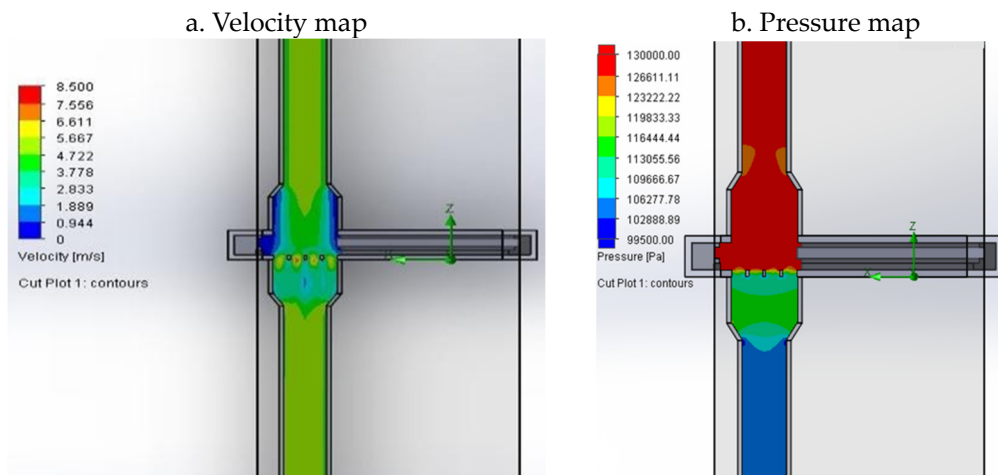 a. Velocity map
8.500
7.556
6.611
5.667
4.722
3.778
2.833
1.889
0.944
0
Velocity [m/s]
Cut Plot 1: contours
Z
b. Pressure map
130000.00
126611.11
123222.22
119833.33
116444.44
113055.56
109666.67
106277.78
102888.89
99500.00
Pressure [Pa]
Cut Plot 1: contours
Z
X